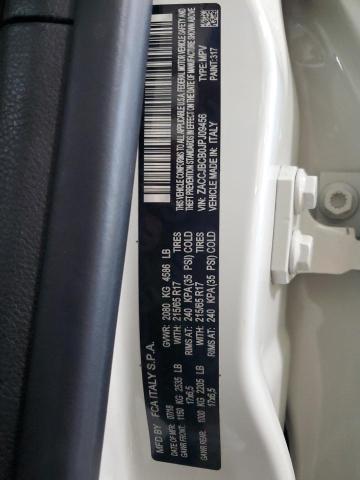 MFD BY FCA ITALY S.P.A.
DATE OF MFR: 07/18 GVWR: 2080 KG 4586 LB
GAWR FRONT: 1150 KG 2535 LB WITH: 215/65 R17 TIRES
17x6,5 RIMS AT: 240 KPA(35 PSI) COLD
GAWR REAR: 1000 KG 2205 LB WITH: 215/65 R17 TIRES
17x6,5 RIMS AT: 240 KPA(35 PSI) COLD
THIS VEHICLE CONFORMS TO ALL APPLICABLE U.S.A. FEDERAL MOTOR VEHICLE
SAFETY, BUMPER AND THEFT PREVENTION
STANDARDS IN EFFECT ON THE DATE OF MANUFACTURE SHOWN ABOVE.
VIN: ZACCJBCB0JPJ09456 TYPE: MPV
VEHICLE MADE IN: ITALY PAINT: 317